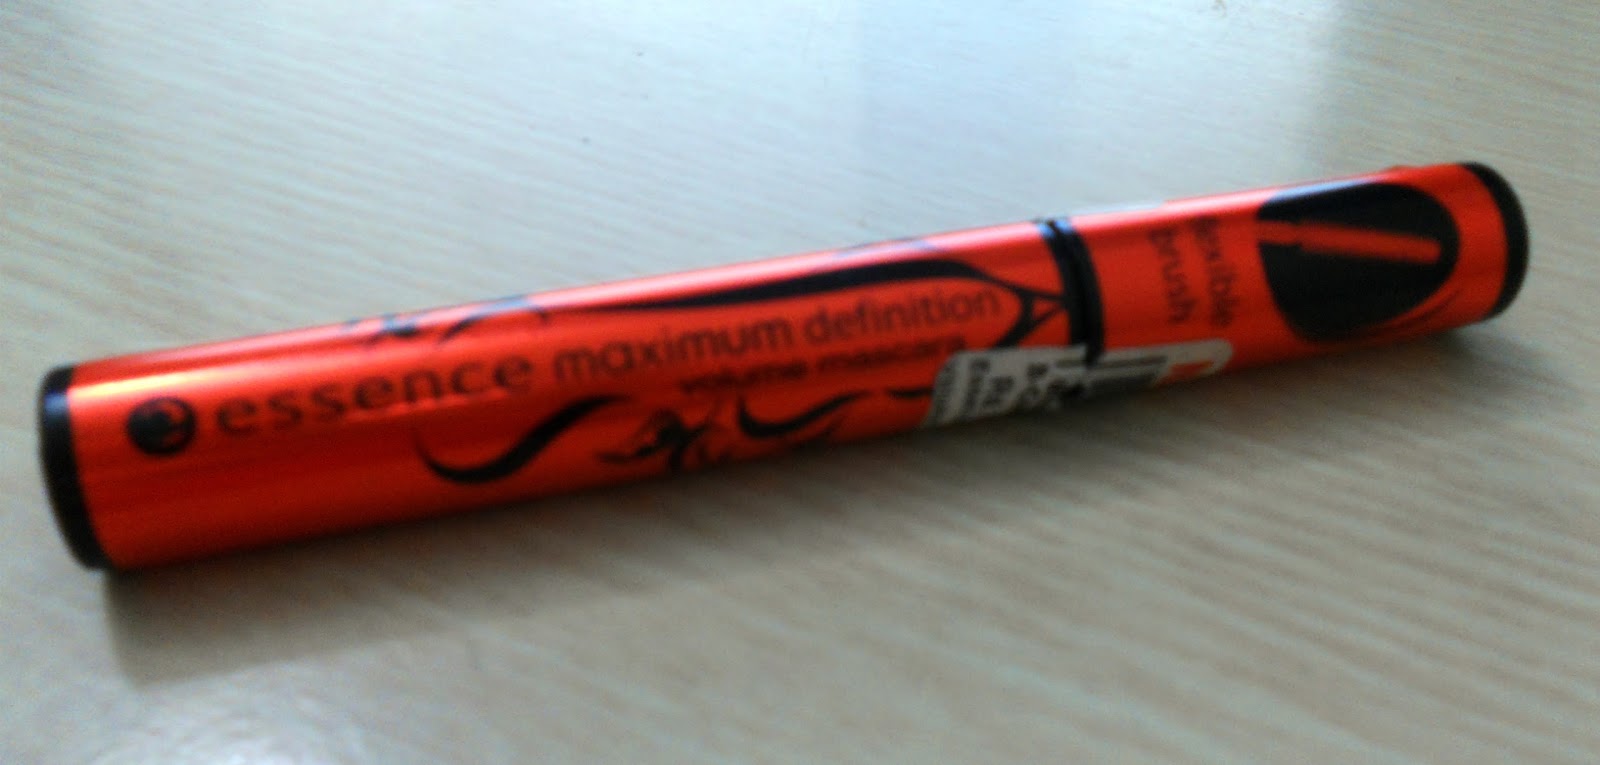 essence maximum definition
volume mascara
flexible
brush